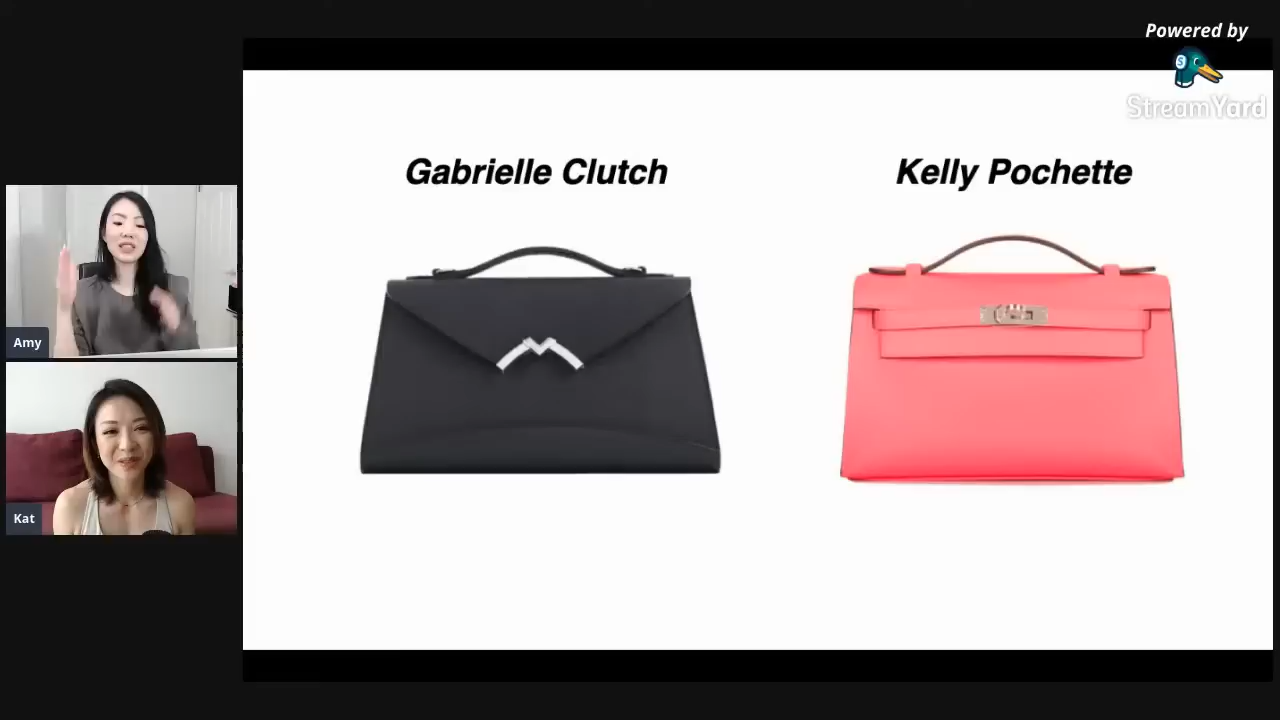 Powered by
StreamYard
Gabrielle Clutch
Kelly Pochette
Amy
Kat